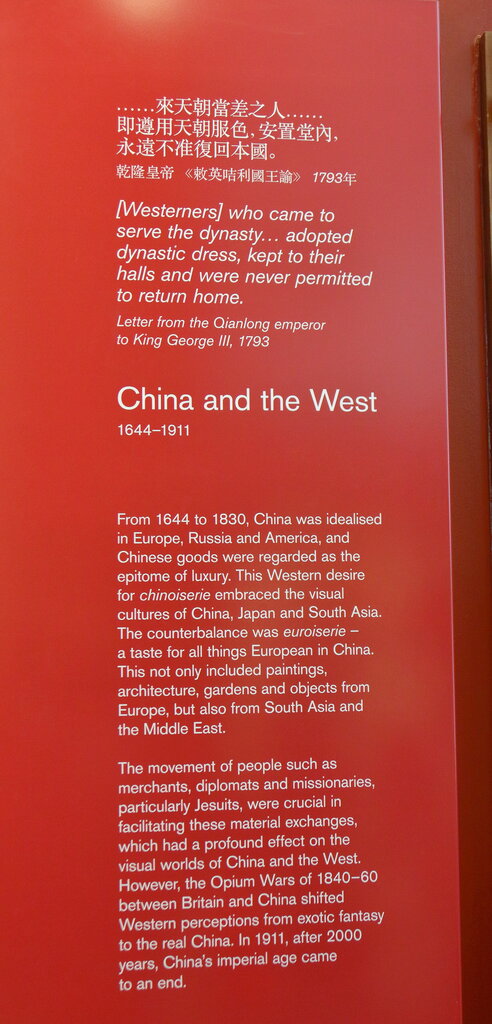 ……來天朝當差之人……
即遵用天朝服色，安置堂內，
永遠不准復回本國。
乾隆皇帝 《敕英咭利國王諭》 1793年
[Westerners] who came to
serve the dynasty... adopted
dynastic dress, kept to their
halls and were never permitted
to return home.
Letter from the Qianlong emperor
to King George III, 1793
China and the West
1644–1911
From 1644 to 1830, China was idealised
in Europe, Russia and America, and
Chinese goods were regarded as the
epitome of luxury. This Western desire
for chinoiserie embraced the visual
cultures of China, Japan and South Asia.
The counterbalance was euroiserie –
a taste for all things European in China.
This not only included paintings,
architecture, gardens and objects from
Europe, but also from South Asia and
the Middle East.
The movement of people such as
merchants, diplomats and missionaries,
particularly Jesuits, were crucial in
facilitating these material exchanges,
which had a profound effect on the
visual worlds of China and the West.
However, the Opium Wars of 1840–60
between Britain and China shifted
Western perceptions from exotic fantasy
to the real China. In 1911, after 2000
years, China's imperial age came
to an end.